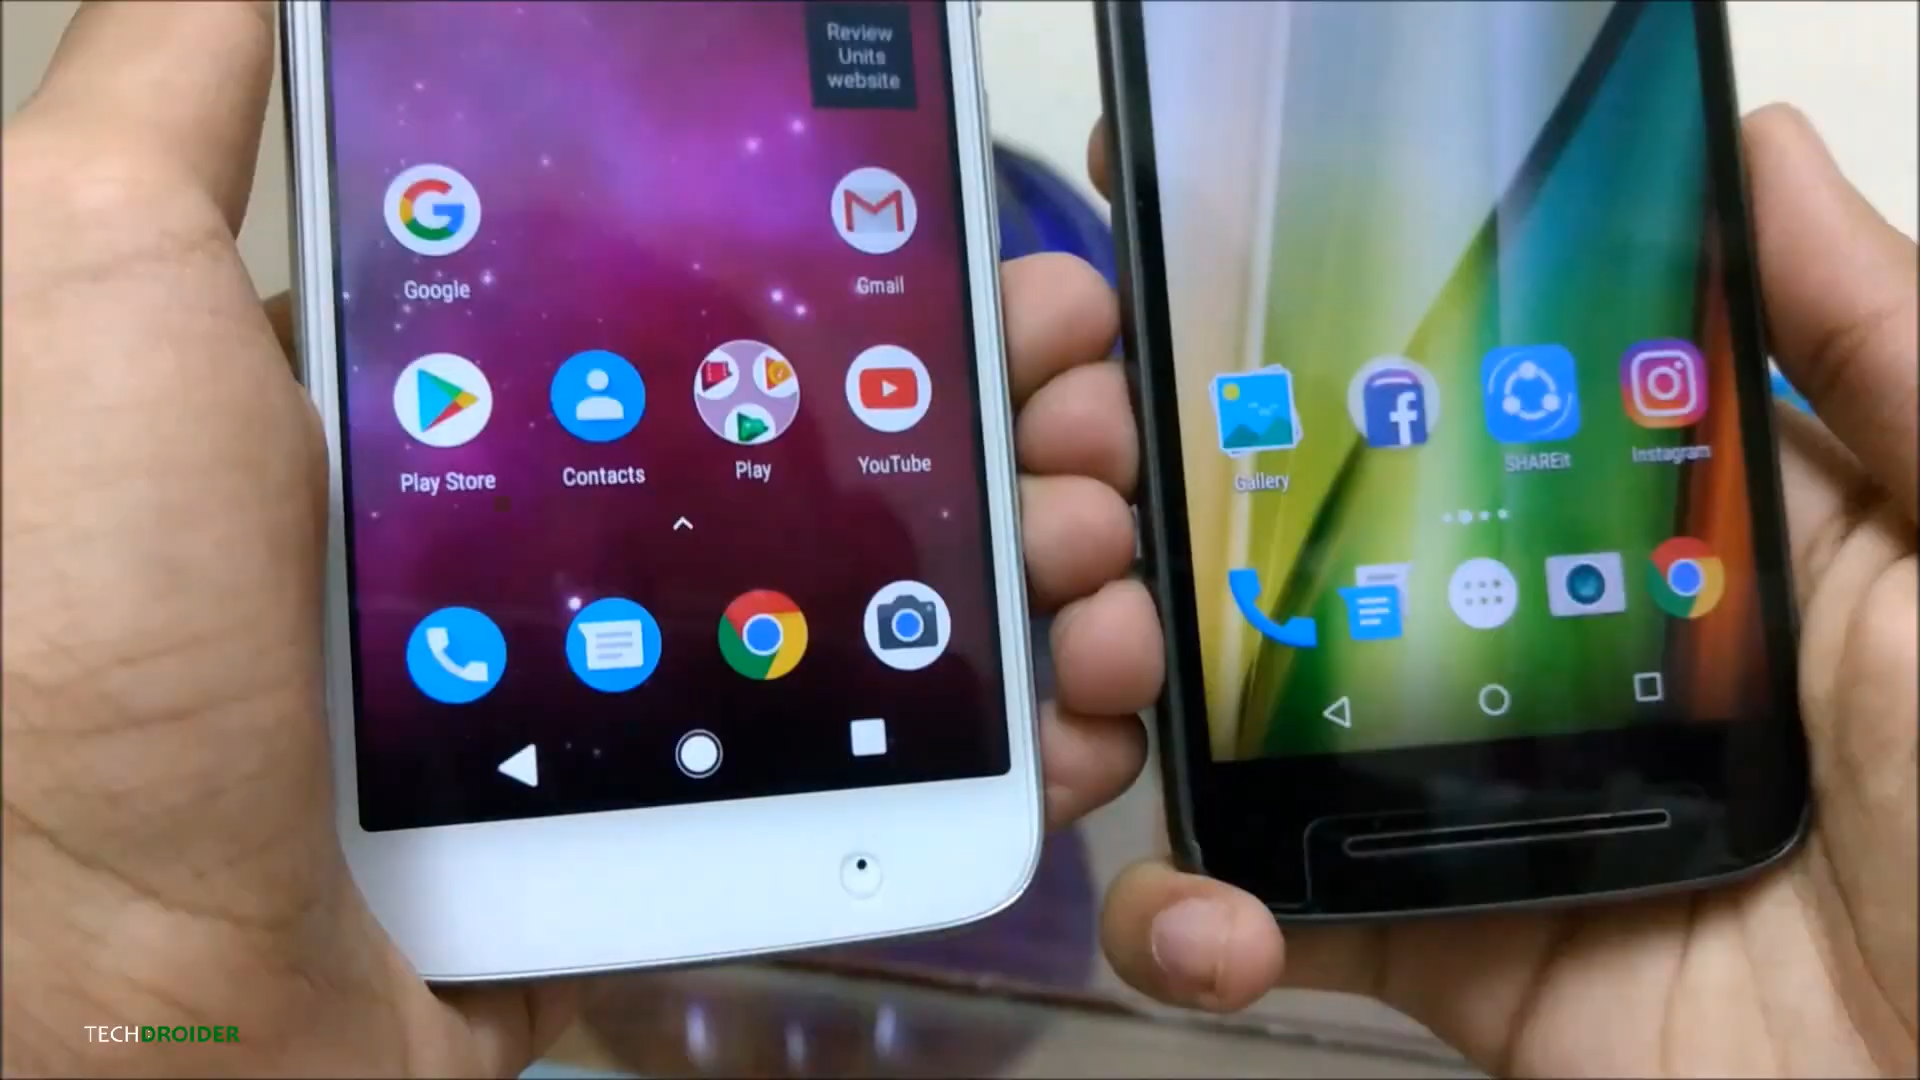 Review
Units
website
Google
Gmail
Play Store
Contacts
Play
YouTube
Gallery
SHAREit
Instagram
TECHDROIDER